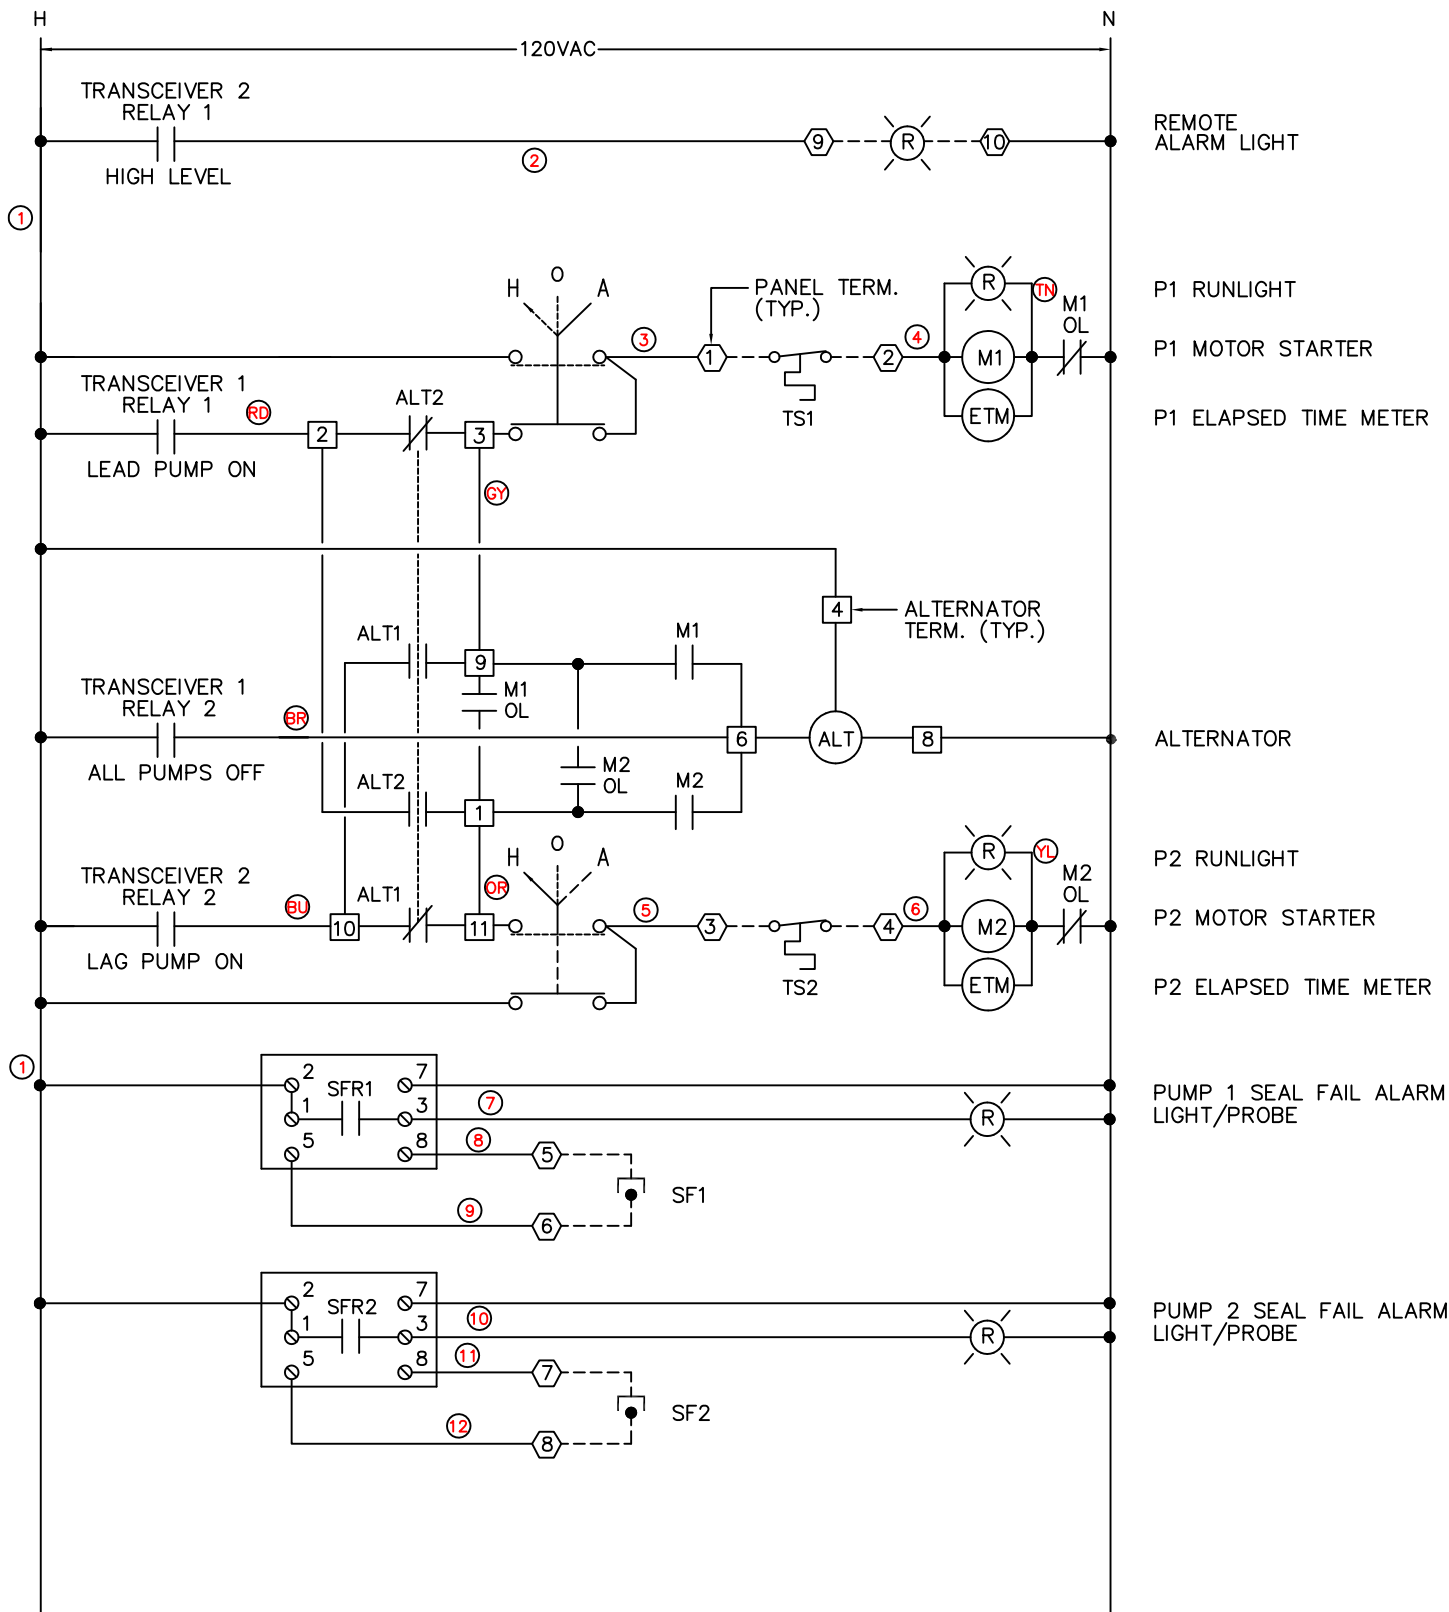 H
N
120VAC
TRANSCEIVER 2
RELAY 1
HIGH LEVEL
2
9
R
10
REMOTE
ALARM LIGHT
1
H
O
A
PANEL TERM.
(TYP.)
3
1
TS1
2
4
R
TN
M1
OL
M1
ETM
P1 RUNLIGHT
P1 MOTOR STARTER
P1 ELAPSED TIME METER
TRANSCEIVER 1
RELAY 1
RD
LEAD PUMP ON
2
ALT2
3
GY
4
ALTERNATOR
TERM. (TYP.)
ALT1
9
M1
OL
M1
TRANSCEIVER 1
RELAY 2
BR
ALL PUMPS OFF
6
ALT
8
ALTERNATOR
M2
OL
ALT2
1
M2
H
O
A
TRANSCEIVER 2
RELAY 2
BU
LAG PUMP ON
10
ALT1
OR
11
5
3
TS2
4
6
R
YL
M2
OL
M2
ETM
P2 RUNLIGHT
P2 MOTOR STARTER
P2 ELAPSED TIME METER
1
2
SFR1
7
1
3
5
8
7
R
PUMP 1 SEAL FAIL ALARM
LIGHT/PROBE
8
5
SF1
9
6
2
SFR2
7
1
3
5
8
10
R
PUMP 2 SEAL FAIL ALARM
LIGHT/PROBE
11
7
SF2
12
8